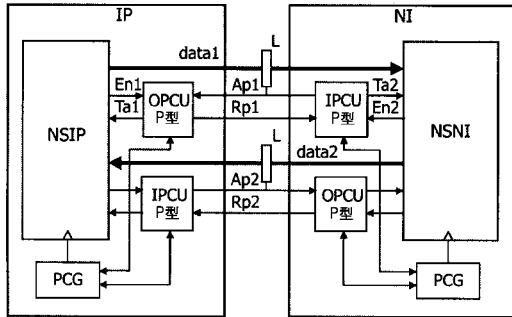 IP
NI
data1
L
En1
Ap1
Ta2
Ta1
OPCU
P型
Rp1
IPCU
P型
En2
NSIP
NSNI
L
data2
IPCU
P型
Ap2
Rp2
OPCU
P型
PCG
PCG